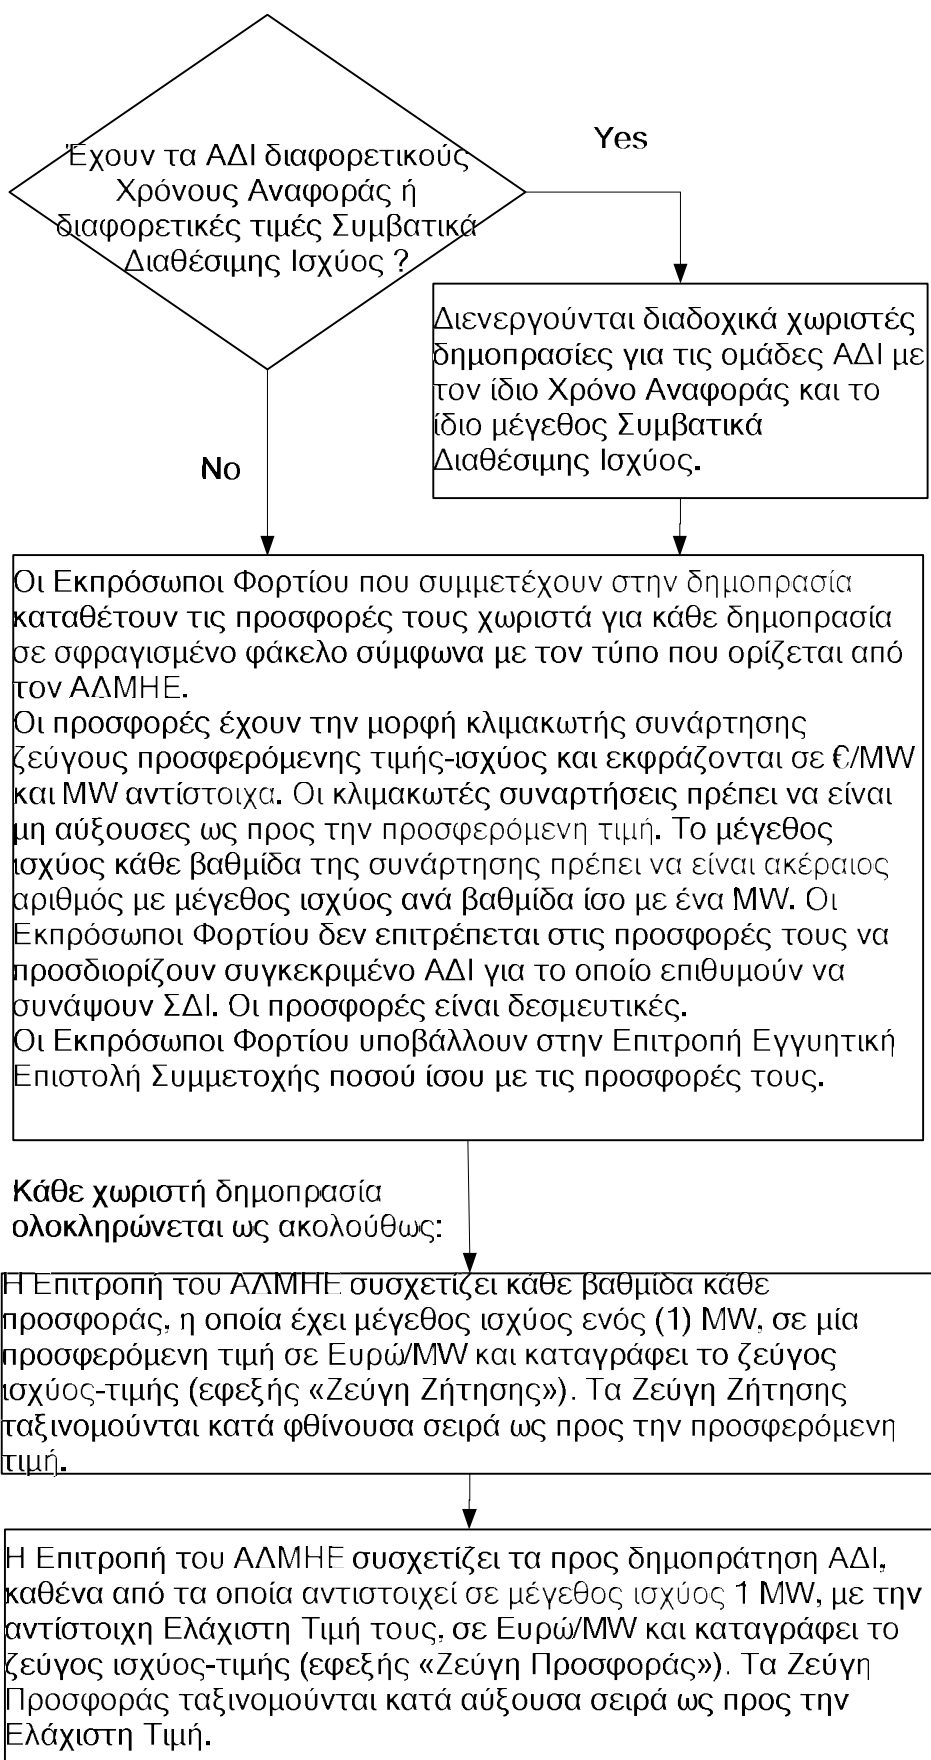 Έχουν τα ΑΔΙ διαφορετικούς
Χρόνους Αναφοράς ή
διαφορετικές τιμές Συμβατικά
Διαθέσιμης Ισχύος ?
Yes
Διενεργούνται διαδοχικά χωριστές
δημοπρασίες για τις ομάδες ΑΔΙ με
τον ίδιο Χρόνο Αναφοράς και το
ίδιο μέγεθος Συμβατικά
Διαθέσιμης Ισχύος.
No
Οι Εκπρόσωποι Φορτίου που συμμετέχουν στην δημοπρασία
καταθέτουν τις προσφορές τους χωριστά για κάθε δημοπρασία
σε σφραγισμένο φάκελο σύμφωνα με τον τύπο που ορίζεται από
τον ΔΛΜΗΕ.
Οι προσφορές έχουν την μορφή κλιμακωτής συνάρτησης
ζεύγους προσφερόμενης τιμής-ισχύος και εκφράζονται σε €/MW
και MW αντίστοιχα. Οι κλιμακωτές συναρτήσεις πρέπει να είναι
μη αύξουσες ως προς την προσφερόμενη τιμή. Το μέγεθος
ισχύος κάθε βαθμίδα της συνάρτησης πρέπει να είναι ακέραιος
αριθμός με μέγεθος ισχύος ανά βαθμίδα ίσο με ένα MW. Οι
Εκπρόσωποι Φορτίου δεν επιτρέπεται στις προσφορές τους να
προσδιορίζουν συγκεκριμένο ΑΔΙ για το οποίο επιθυμούν να
συνάψουν ΣΔΙ. Οι προσφορές είναι δεσμευτικές.
Οι Εκπρόσωποι Φορτίου υποβάλλουν στην Επιτροπή Εγγυητική
Επιστολή Συμμετοχής ποσού ίσου με τις προσφορές τους.
Κάθε χωριστή δημοπρασία
ολοκληρώνεται ως ακολούθως:
Η Επιτροπή του ΔΛΜΗΕ συσχετίζει κάθε βαθμίδα κάθε
προσφοράς, η οποία έχει μέγεθος ισχύος ενός (1) MW, σε μία
προσφερόμενη τιμή σε Ευρώ/MW και καταγράφει το ζεύγος
ισχύος-τιμής (εφεξής «Ζεύγη Ζήτησης»). Τα Ζεύγη Ζήτησης
ταξινομούνται κατά φθίνουσα σειρά ως προς την προσφερόμενη
τιμή.
Η Επιτροπή του ΔΛΜΗΕ συσχετίζει τα προς δημοπράτηση ΑΔΙ,
καθένα από τα οποία αντιστοιχεί σε μέγεθος ισχύος 1 MW, με την
αντίστοιχη Ελάχιστη Τιμή τους, σε Ευρώ/MW και καταγράφει το
ζεύγος ισχύος-τιμής (εφεξής «Ζεύγη Προσφοράς»). Τα Ζεύγη
Προσφοράς ταξινομούνται κατά αύξουσα σειρά ως προς την
Ελάχιστη Τιμή.